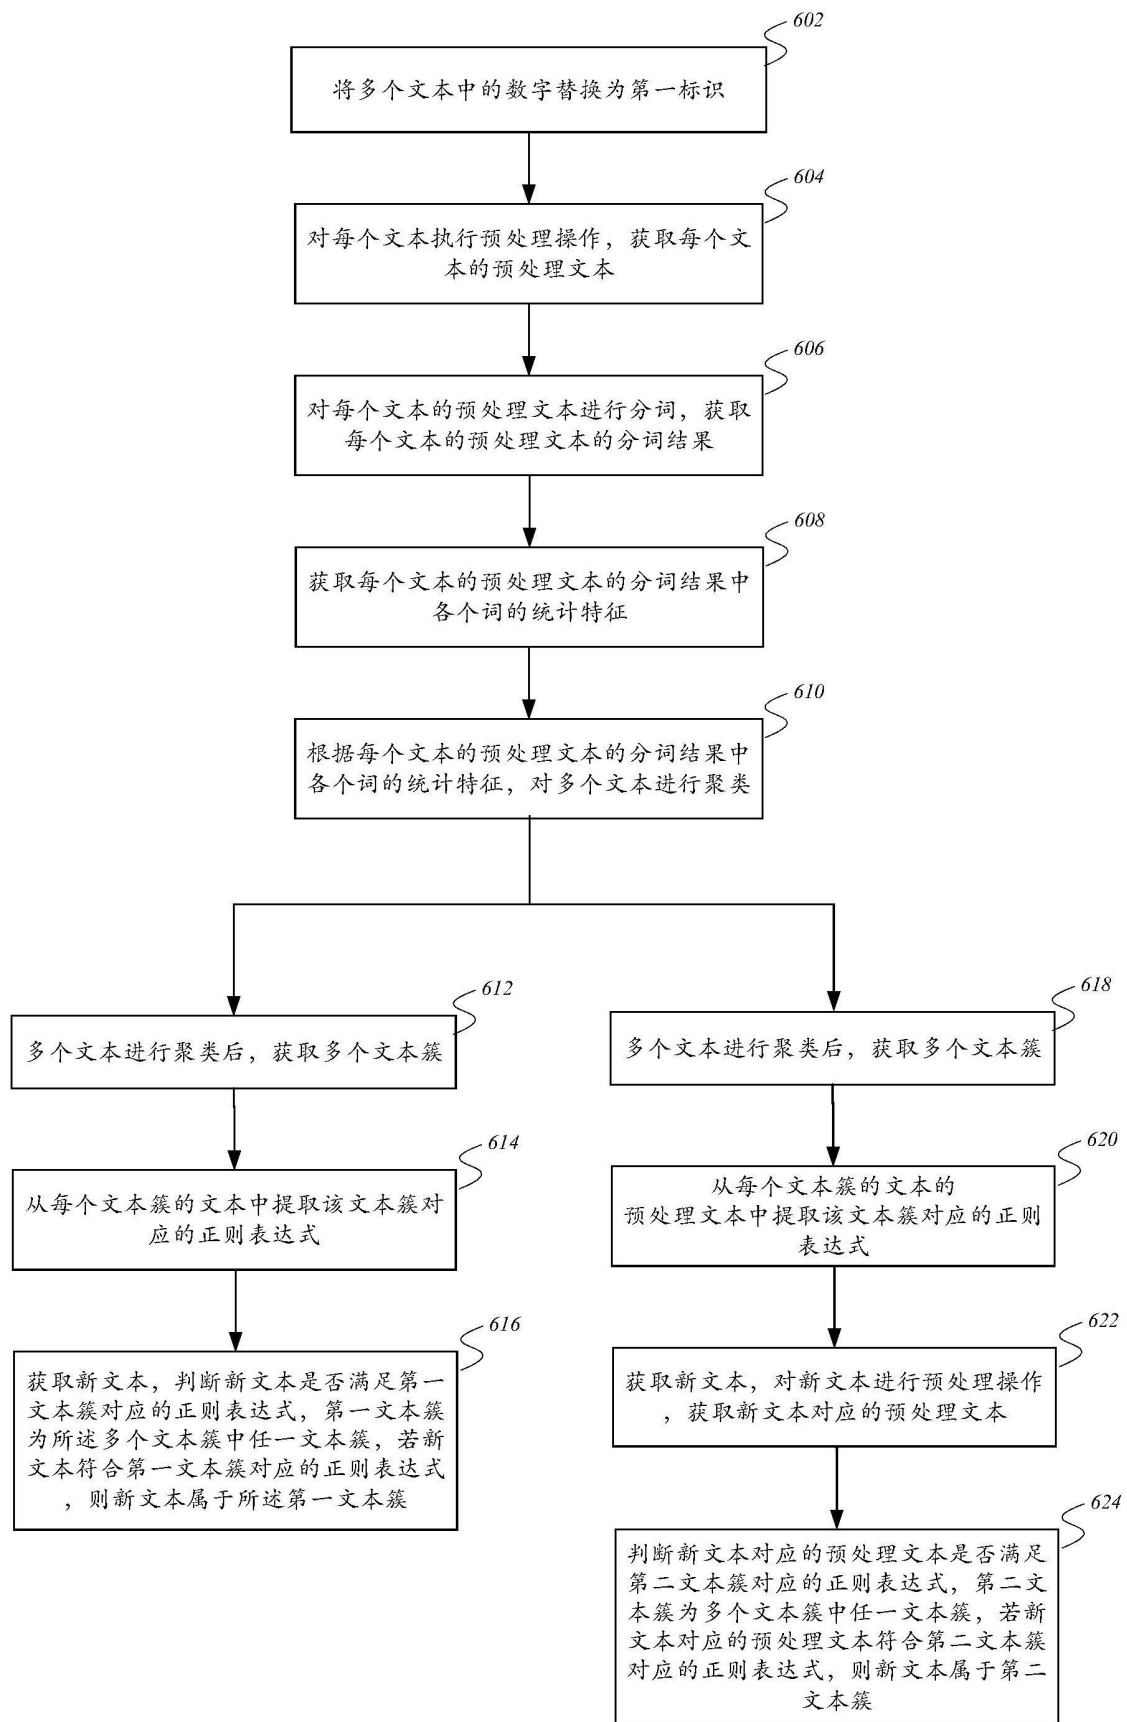 602
将多个文本中的数字替换为第一标识
604
对每个文本执行预处理操作，获取每个文
本的预处理文本
606
对每个文本的预处理文本进行分词，获取
每个文本的预处理文本的分词结果
608
获取每个文本的预处理文本的分词结果中
各个词的统计特征
610
根据每个文本的预处理文本的分词结果中
各个词的统计特征，对多个文本进行聚类
612
多个文本进行聚类后，获取多个文本簇
614
从每个文本簇的文本中提取该文本簇对
应的正则表达式
616
获取新文本，判断新文本是否满足第一
文本簇对应的正则表达式，第一文本簇
为所述多个文本簇中任一文本簇，若新
文本符合第一文本簇对应的正则表达式
，则新文本属于所述第一文本簇
618
多个文本进行聚类后，获取多个文本簇
620
从每个文本簇的文本的
预处理文本中提取该文本簇对应的正则
表达式
622
获取新文本，对新文本进行预处理操作
，获取新文本对应的预处理文本
624
判断新文本对应的预处理文本是否满足
第二文本簇对应的正则表达式，第二文
本簇为多个文本簇中任一文本簇，若新
文本对应的预处理文本符合第二文本簇
对应的正则表达式，则新文本属于第二
文本簇